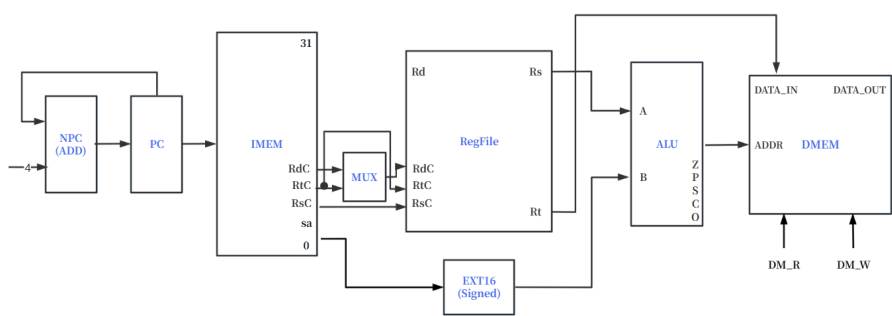 31
Rd
Rs
DATA_IN
DATA_OUT
NPC
(ADD)
PC
IMEM
RegFile
A
ALU
ADDR
DMEM
4
RdC
RtC
RsC
MUX
RdC
RtC
RsC
B
Z
P
S
C
O
sa
0
Rt
EXT16
(Signed)
DM_R
DM_W